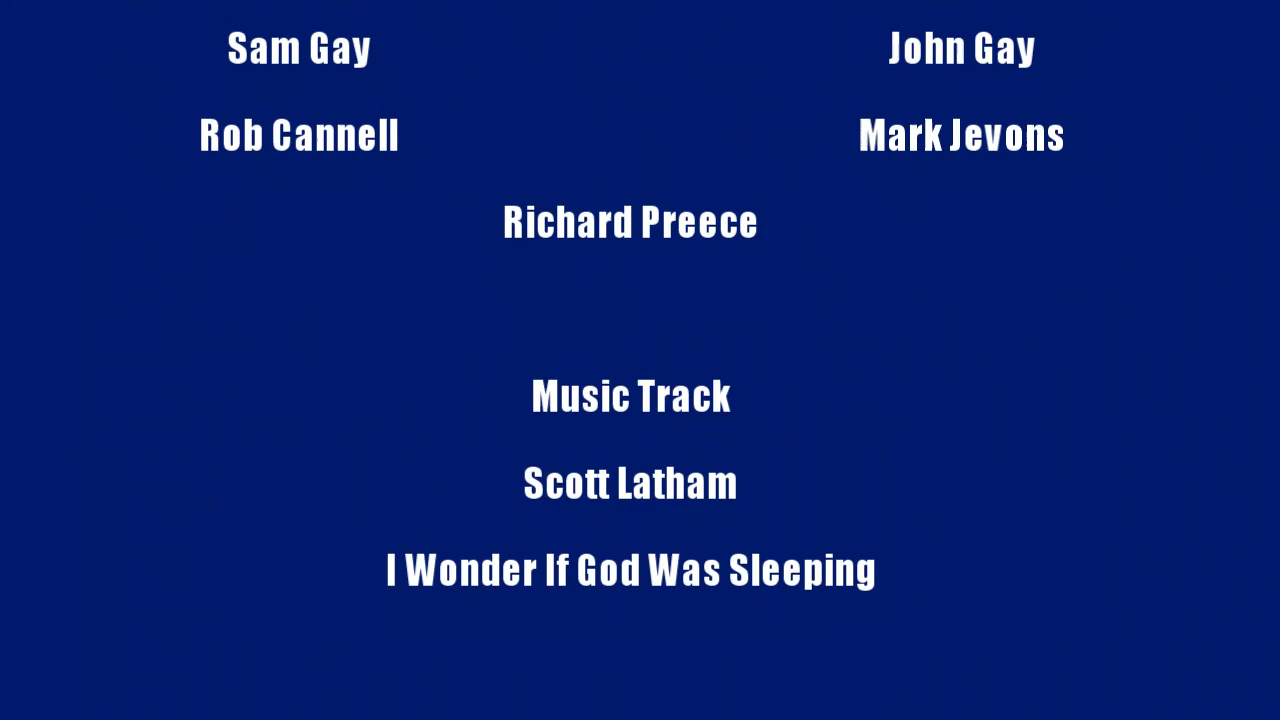 Sam Gay John Gay
Rob Cannell Mark Jevons
Richard Preece
Music Track
Scott Latham
I Wonder If God Was Sleeping